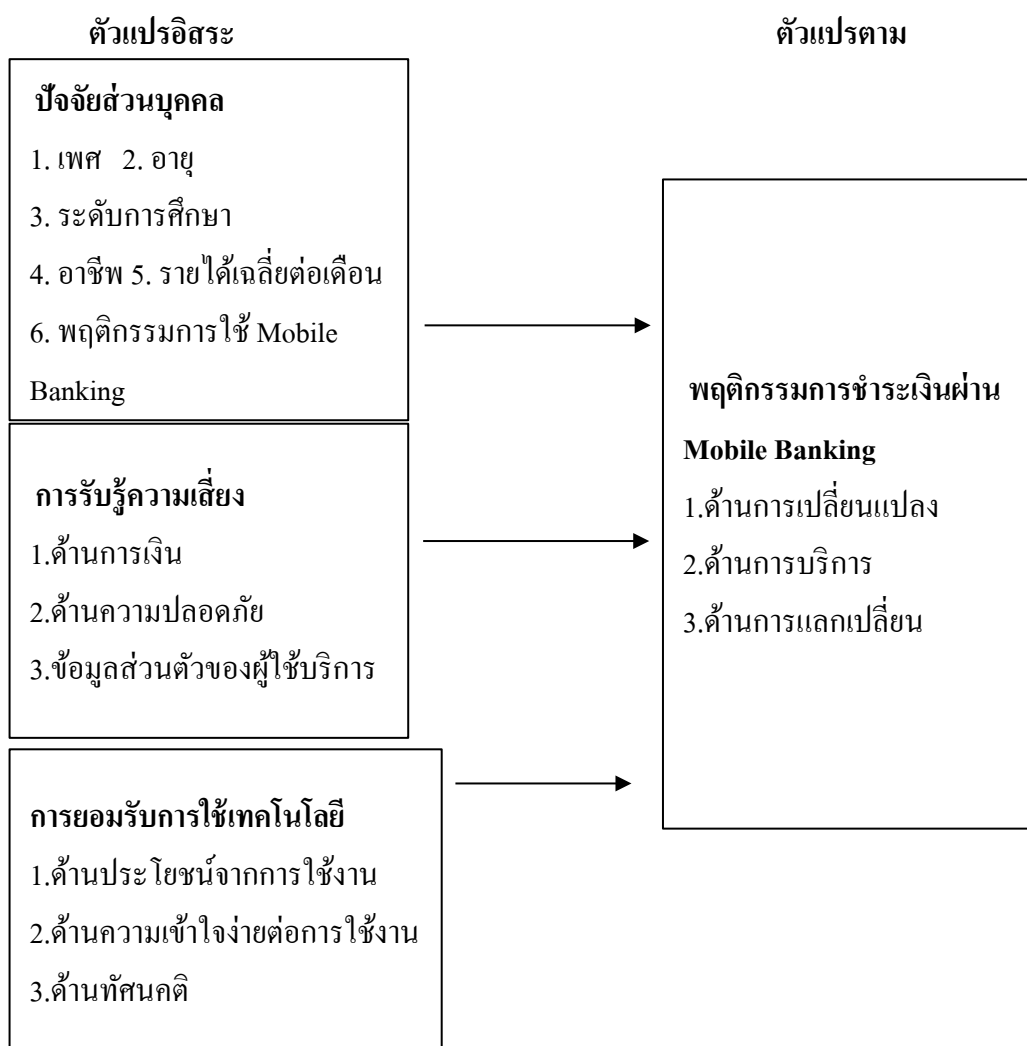 ตัวแปรอิสระ
ตัวแปรตาม
ปัจจัยส่วนบุคคล
1. เพศ 2. อายุ
3. ระดับการศึกษา
4. อาชีพ 5. รายได้เฉลี่ยต่อเดือน
6. พฤติกรรมการใช้ Mobile
Banking
การรับรู้ความเสี่ยง
1.ด้านการเงิน
2.ด้านความปลอดภัย
3.ข้อมูลส่วนตัวของผู้ใช้บริการ
การยอมรับการใช้เทคโนโลยี
1.ด้านประโยชน์จากการใช้งาน
2.ด้านความเข้าใจง่ายต่อการใช้งาน
3.ด้านทัศนคติ
พฤติกรรมการชำระเงินผ่าน
Mobile Banking
1.ด้านการเปลี่ยนแปลง
2.ด้านการบริการ
3.ด้านการแลกเปลี่ยน